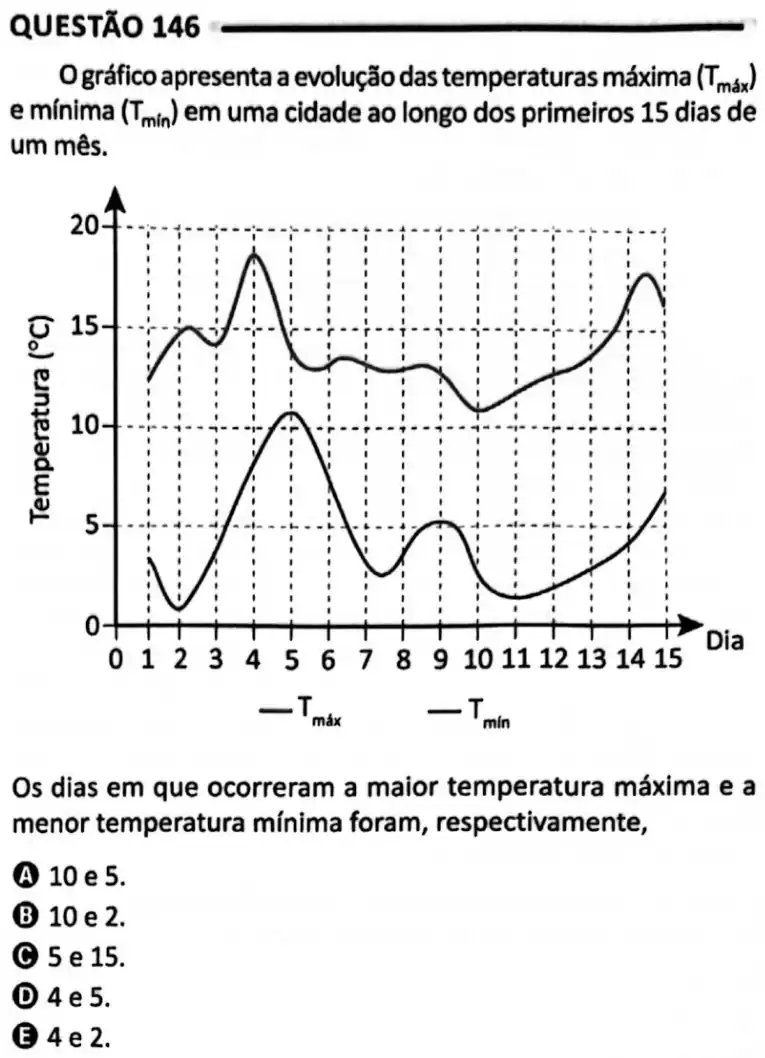 QUESTÃO 146
O gráfico apresenta a evolução das temperaturas máxima (Tmáx)
e mínima (Tmín) em uma cidade ao longo dos primeiros 15 dias de
um mês.
Temperatura (°C)
20
15
10
5
0
0 1 2 3 4 5 6 7 8 9 10 11 12 13 14 15
Dia
Tmáx Tmín
Os dias em que ocorreram a maior temperatura máxima e a
menor temperatura mínima foram, respectivamente,
A 10 e 5.
B 10 e 2.
C 5 e 15.
D 4 e 5.
E 4 e 2.